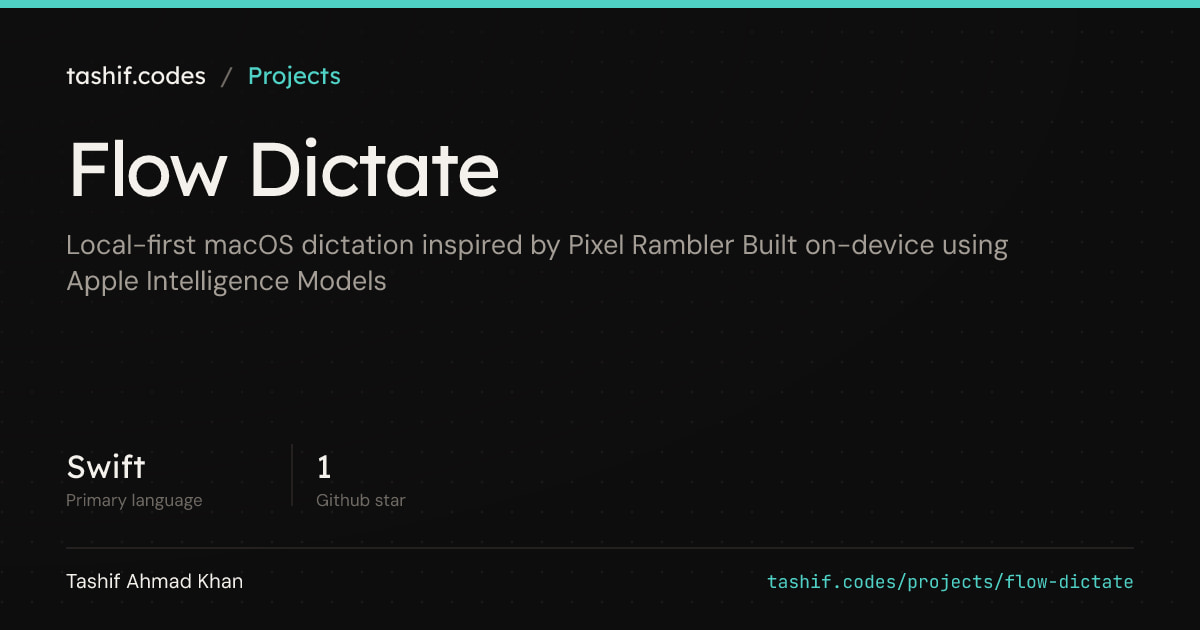 tashif.codes / Projects
Flow Dictate
Local-first macOS dictation inspired by Pixel Rambler Built on-device using
Apple Intelligence Models
Swift
Primary language
1
Github star
Tashif Ahmad Khan
tashif.codes/projects/flow-dictate